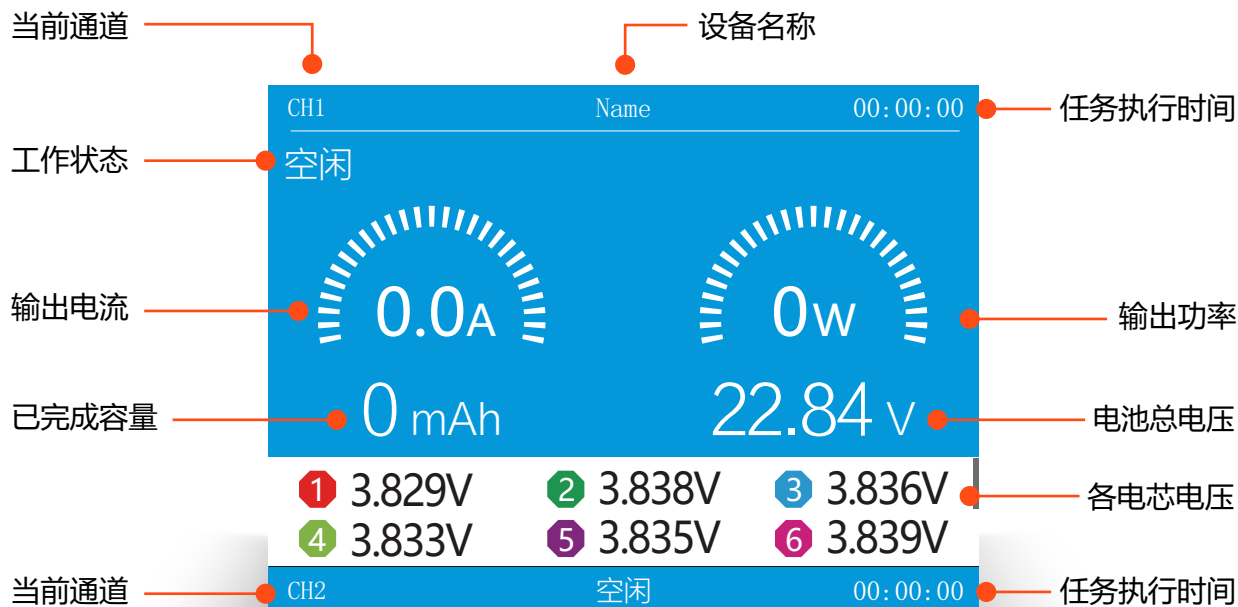 当前通道 设备名称
CH1 Name 00:00:00 任务执行时间
工作状态 空闲
输出电流 0.0A 0W 输出功率
已完成容量 0 mAh 22.84 V 电池总电压
1 3.829V 2 3.838V 3 3.836V 各电芯电压
4 3.833V 5 3.835V 6 3.839V
当前通道 CH2 空闲 00:00:00 任务执行时间